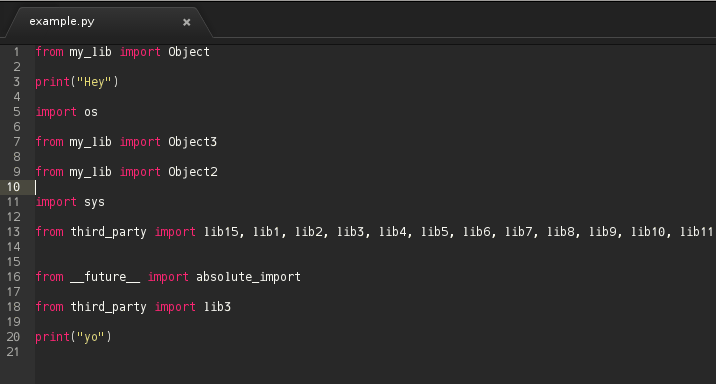 example.py ×
1 from my_lib import Object
2
3 print("Hey")
4
5 import os
6
7 from my_lib import Object3
8
9 from my_lib import Object2
10
11 import sys
12
13 from third_party import lib15, lib1, lib2, lib3, lib4, lib5, lib6, lib7, lib8, lib9, lib10, lib11
14
15
16 from __future__ import absolute_import
17
18 from third_party import lib3
19
20 print("yo")
21